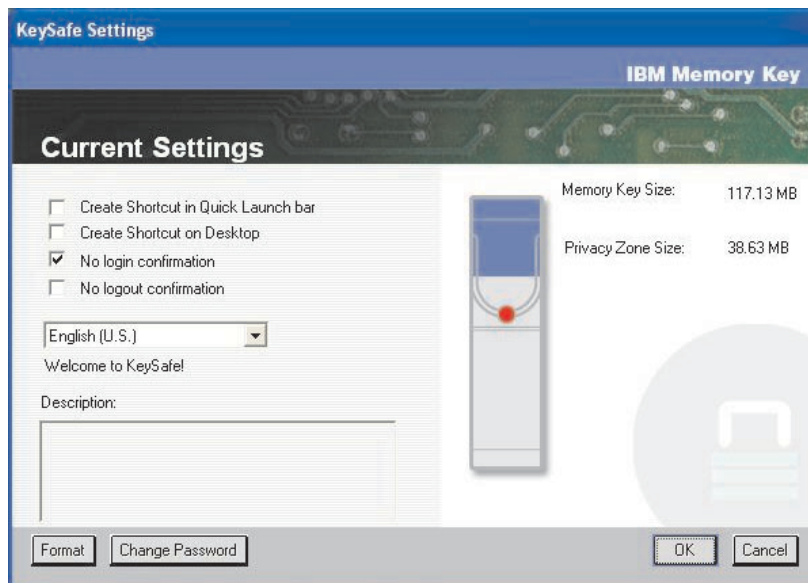 KeySafe Settings
IBM Memory Key
Current Settings
Create Shortcut in Quick Launch bar
Create Shortcut on Desktop
No login confirmation
No logout confirmation
English (U.S.)
Welcome to KeySafe!
Description:
Memory Key Size: 117.13 MB
Privacy Zone Size: 38.63 MB
Format Change Password OK Cancel